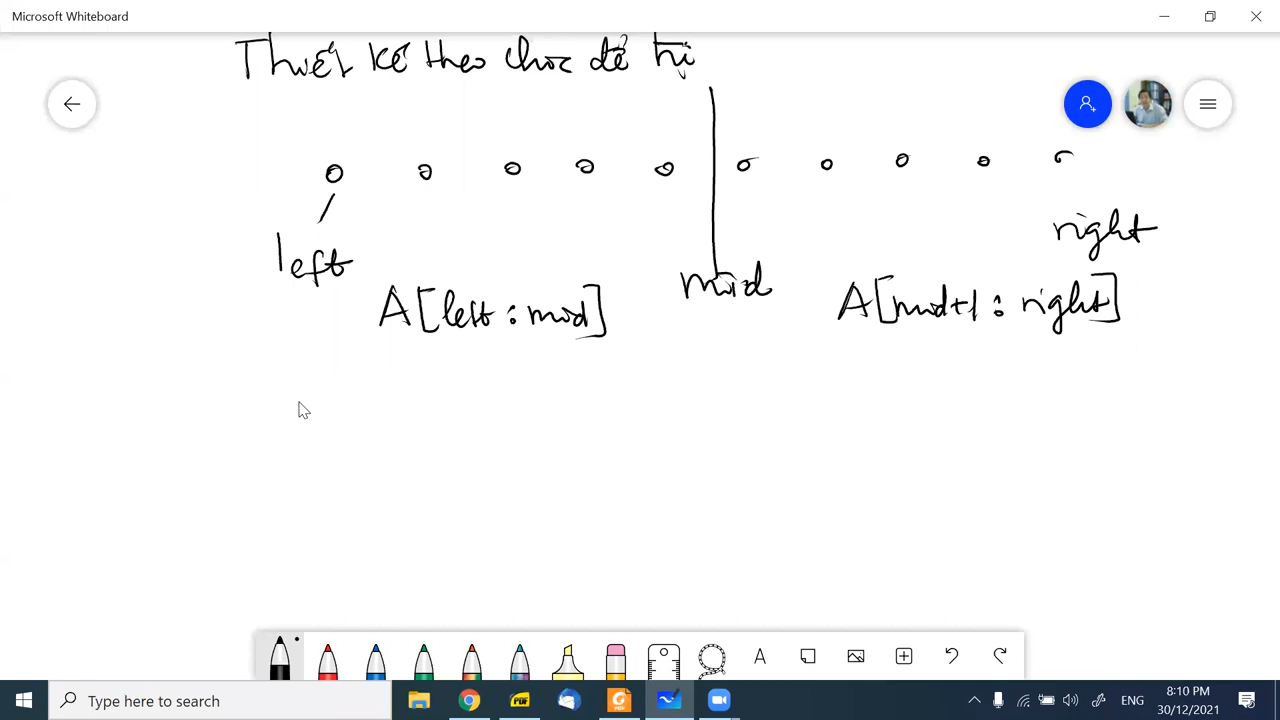 Microsoft Whiteboard
Thiết kế theo chia để trị
left
mid
right
A[left : mid]
A[mid+1 : right]
A
Type here to search
PDF
ENG
8:10 PM
30/12/2021